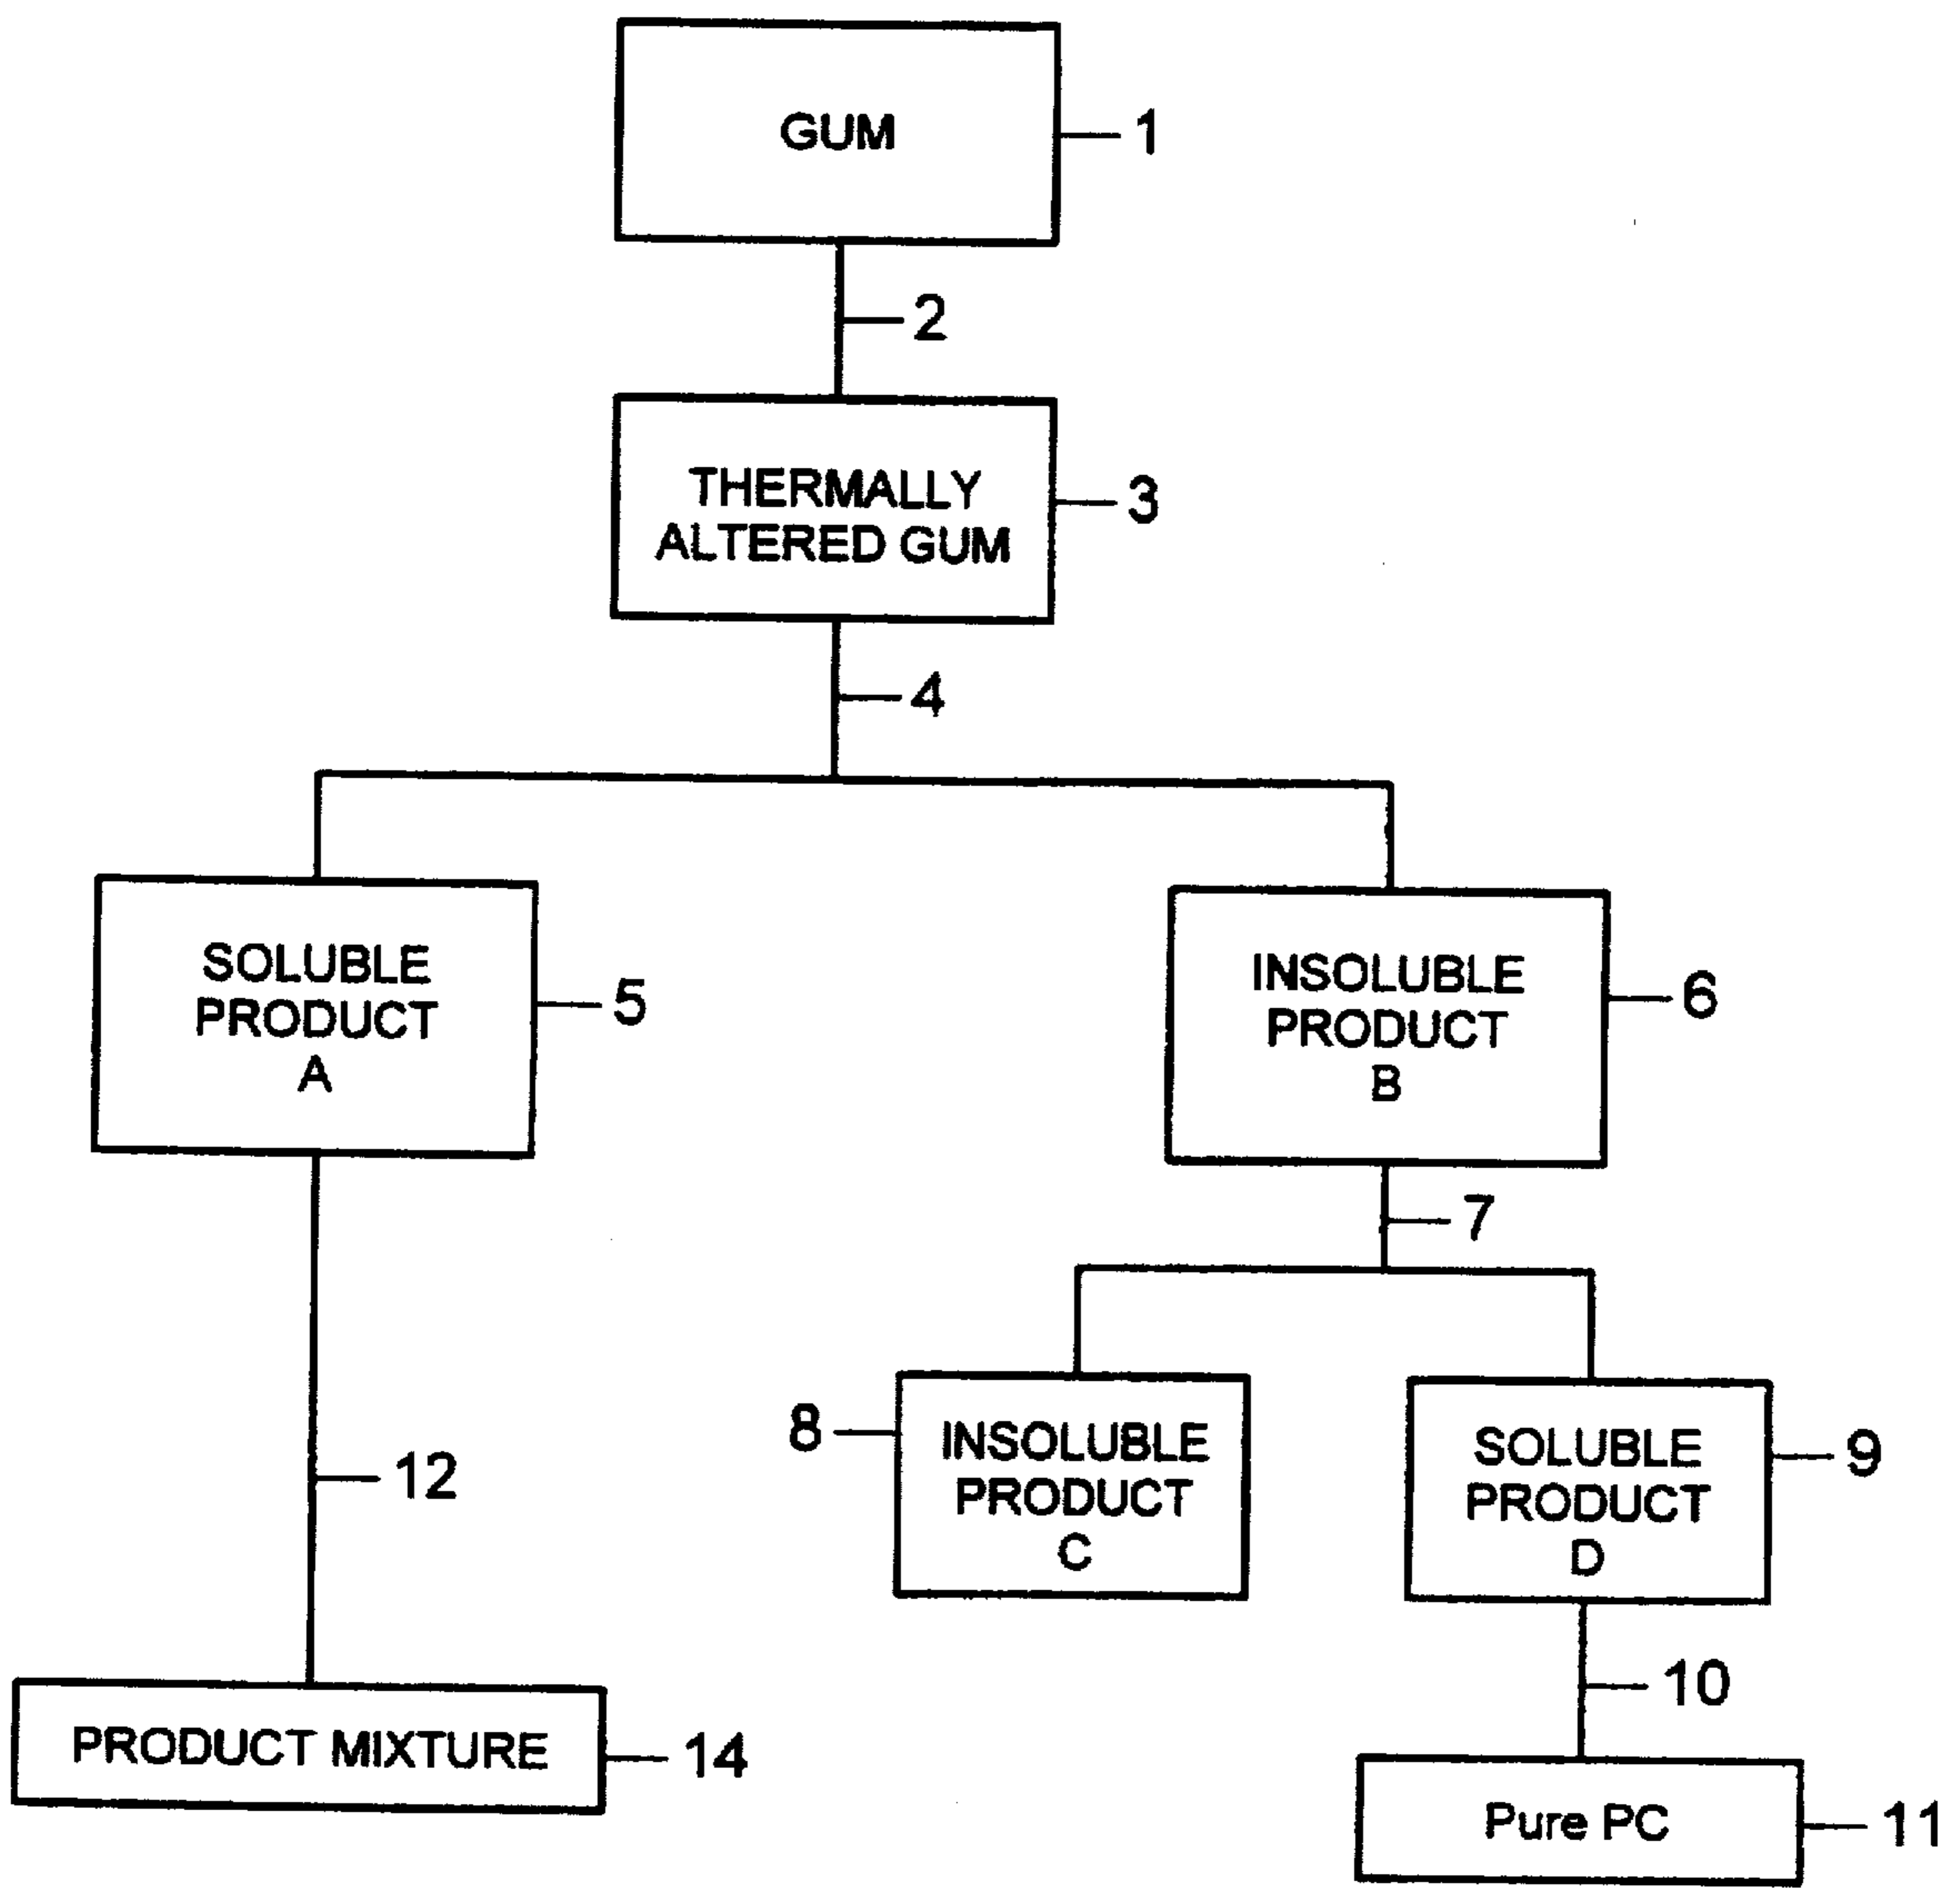 GUM
1
2
THERMALLY
ALTERED GUM
3
4
SOLUBLE
PRODUCT
A
5
INSOLUBLE
PRODUCT
B
6
7
8
INSOLUBLE
PRODUCT
C
SOLUBLE
PRODUCT
D
9
12
10
PRODUCT MIXTURE
14
Pure PC
11